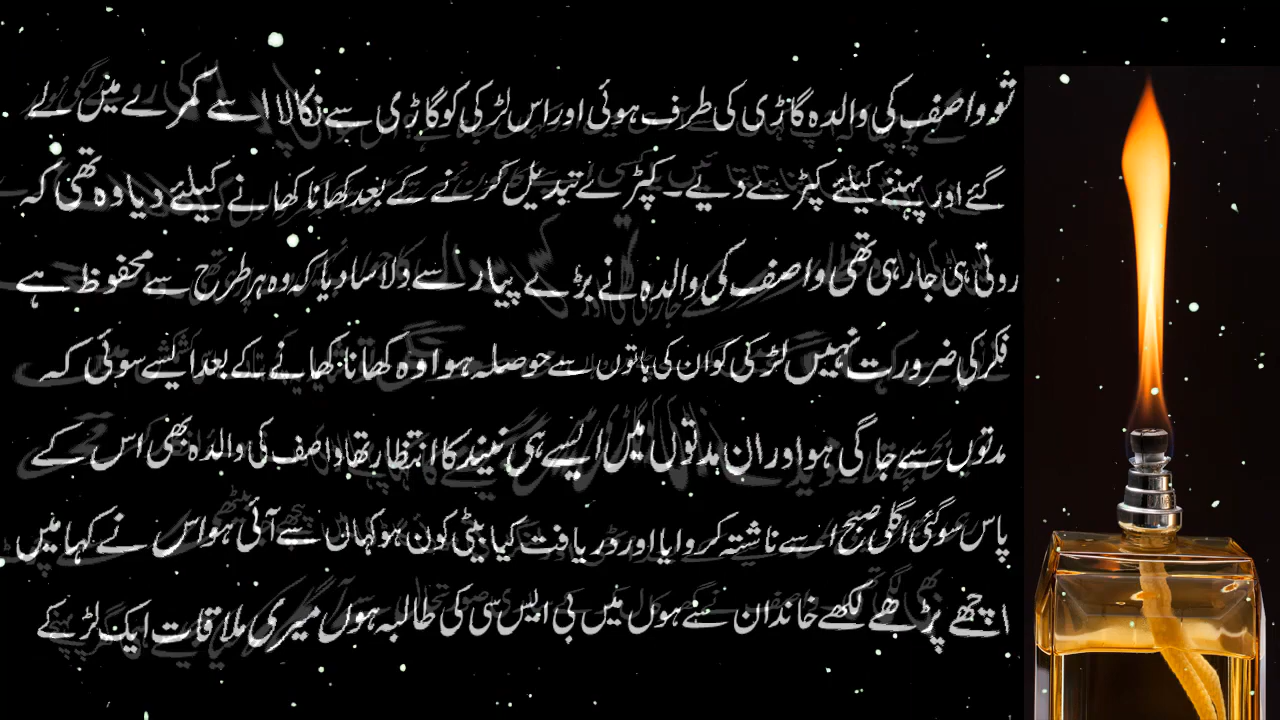 تو واصف کی والدہ گاڑی کی طرف ہوئی اور اس لڑکی کو گاڑی سے نکالا اسے کمرے میں لے
گئے اور پہننے کیلئے کپڑے دیے۔ کپڑے تبدیل کرنے کے بعد کھانا کھانے کیلئے دیا وہ تھی کہ
روتی ہی جا رہی تھی واصف کی والدہ نے بڑے پیار سے دلاسا دیا کہ وہ ہر طرح سے محفوظ ہے
فکر کی ضرورت نہیں لڑکی کو ان کی باتوں سے حوصلہ ہوا وہ کھانا کھانے کے بعد ایسے سوئی کہ
مدتوں سے جاگی ہو اور ان مدتوں میں ایسے ہی نیند کا انتظار تھا واصف کی والدہ بھی اس کے
پاس سوگئی اگلی صبح اسے ناشتہ کروایا اور دریافت کیا بیٹی کون ہو کہاں سے آئی ہو اس نے کہا میں
اچھے پڑھے لکھے خاندان سے ہوں میں بی ایس سی کی طالبہ ہوں میری ملاقات ایک لڑکے